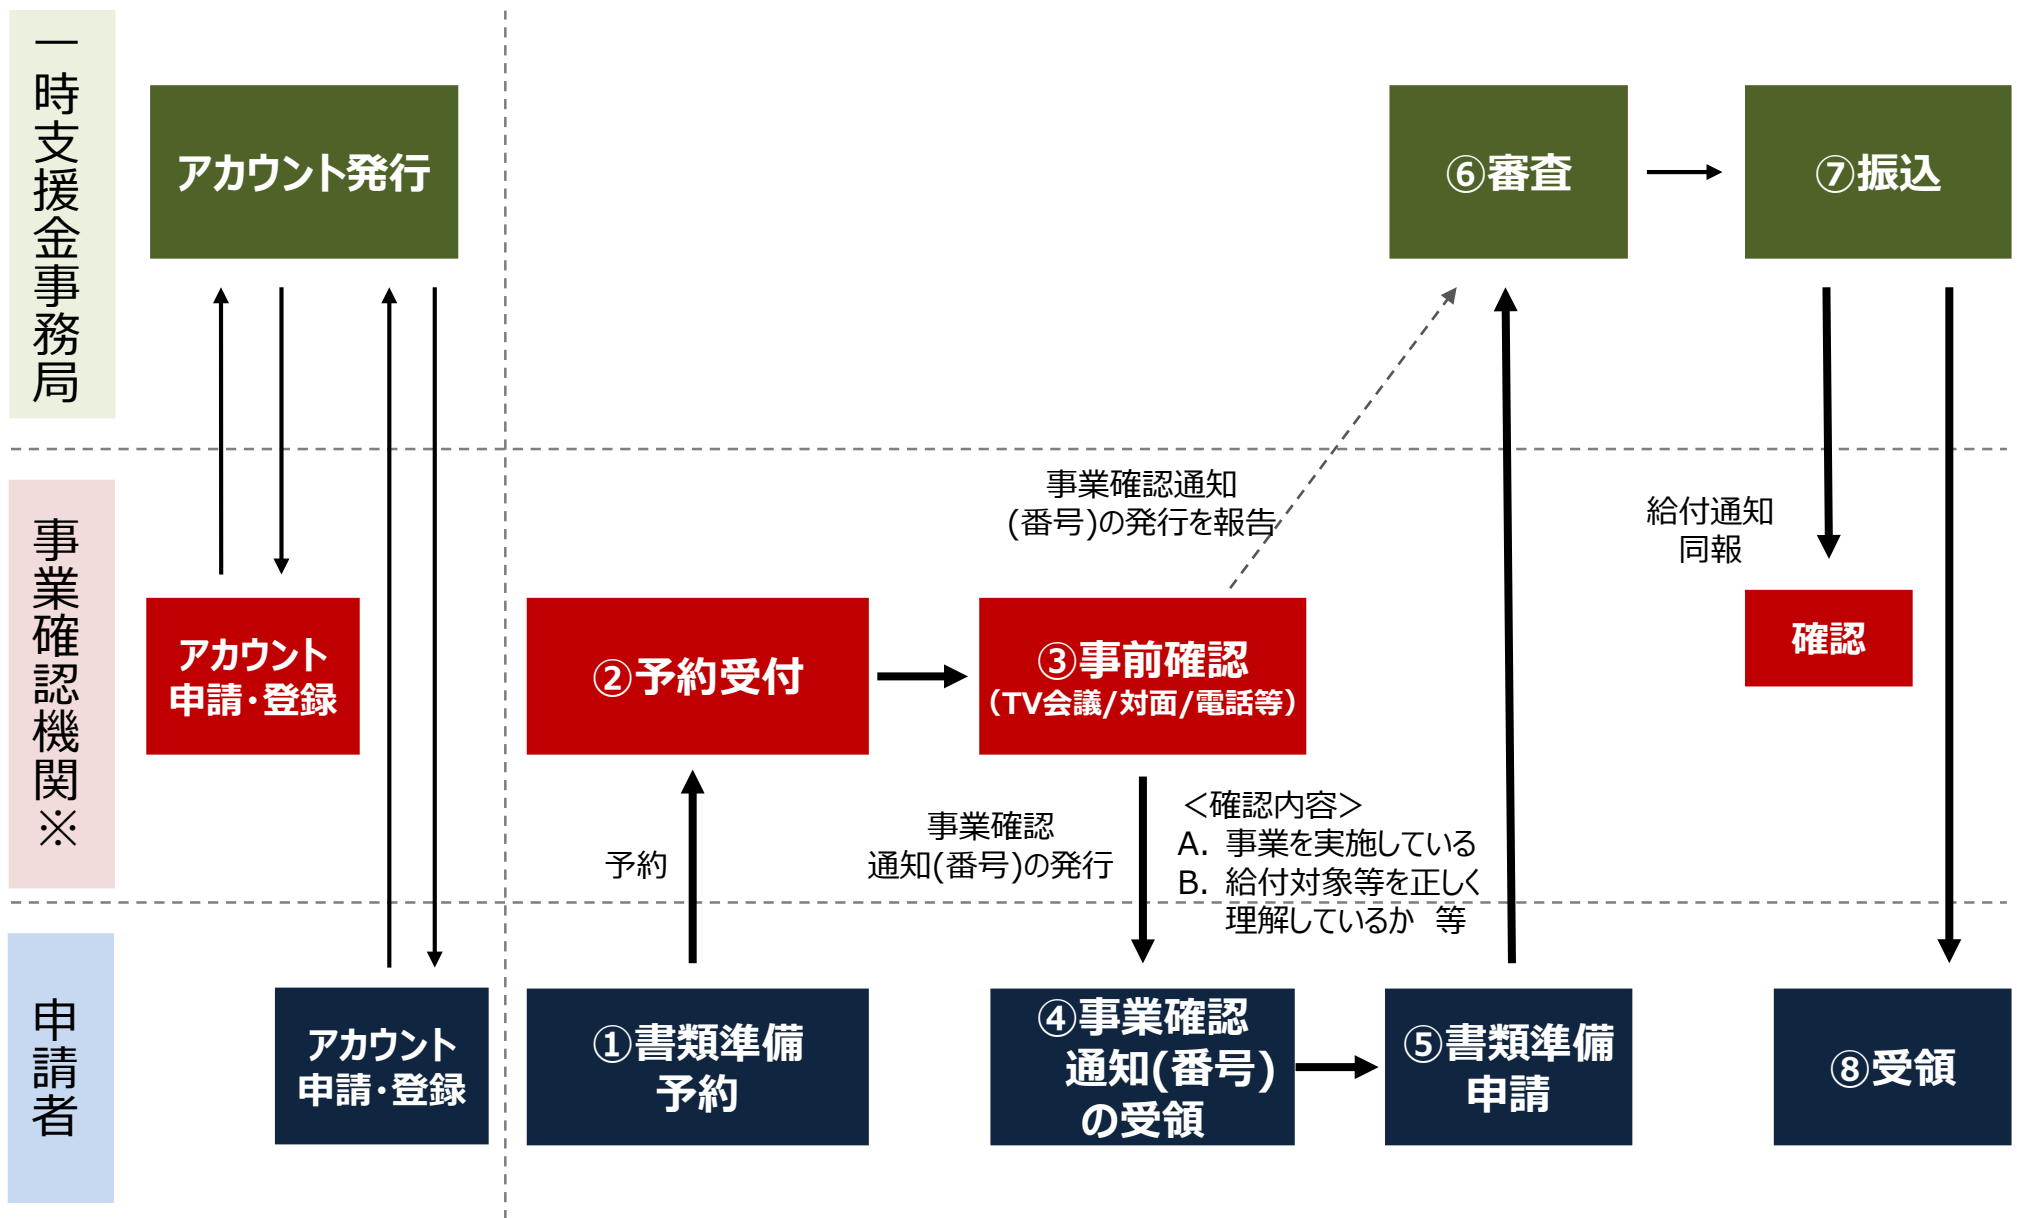 一時支援金事務局
アカウント発行
⑥審査
⑦振込
事業確認機関※
事業確認通知
(番号)の発行を報告
給付通知
同報
アカウント
申請・登録
②予約受付
③事前確認
（TV会議/対面/電話等）
確認
予約
事業確認
通知(番号)の発行
＜確認内容＞
A. 事業を実施している
B. 給付対象等を正しく
理解しているか　等
申請者
アカウント
申請・登録
①書類準備
予約
④事業確認
通知(番号)
の受領
⑤書類準備
申請
⑧受領